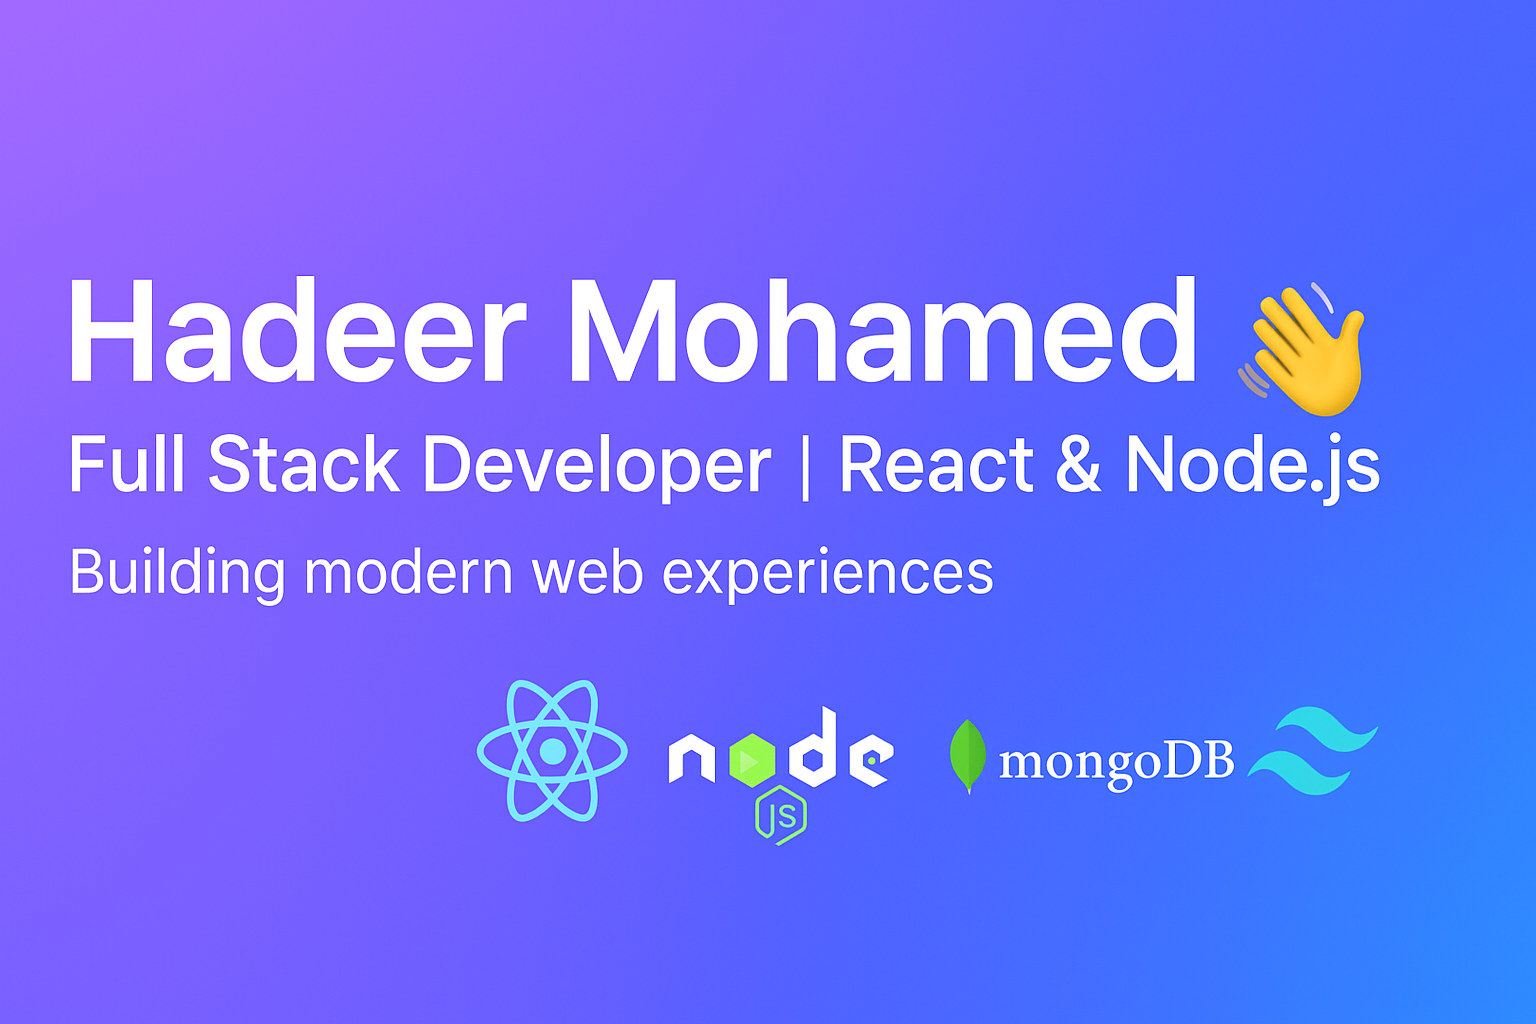 Hadeer Mohamed 👋
Full Stack Developer | React & Node.js
Building modern web experiences
node
JS
mongoDB